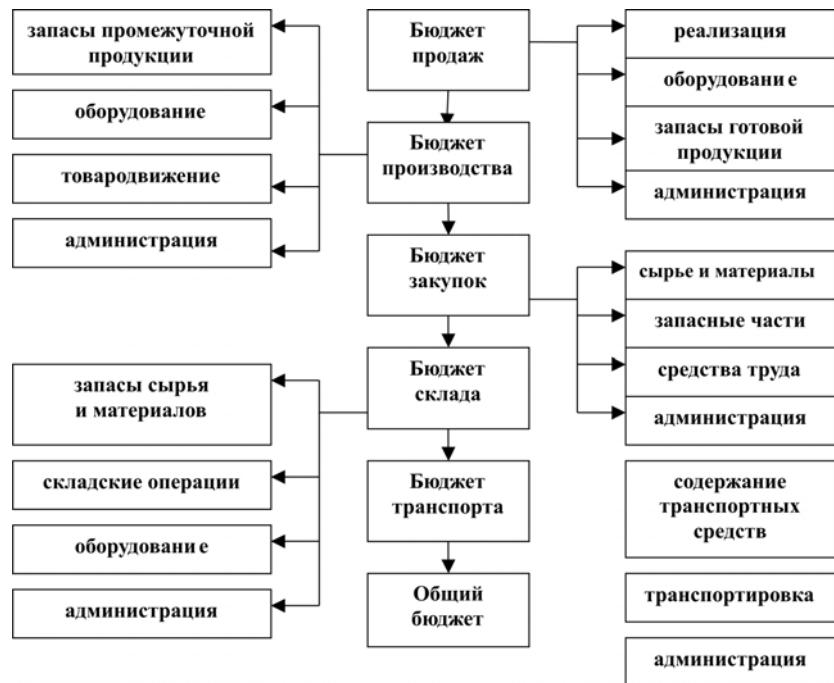 запасы промежуточной
продукции
оборудование
товародвижение
администрация
запасы сырья
и материалов
складские операции
оборудование
администрация
Бюджет
продаж
Бюджет
производства
Бюджет
закупок
Бюджет
склада
Бюджет
транспорта
Общий
бюджет
реализация
оборудование
запасы готовой
продукции
администрация
сырье и материалы
запасные части
средства труда
администрация
содержание
транспортных
средств
транспортировка
администрация